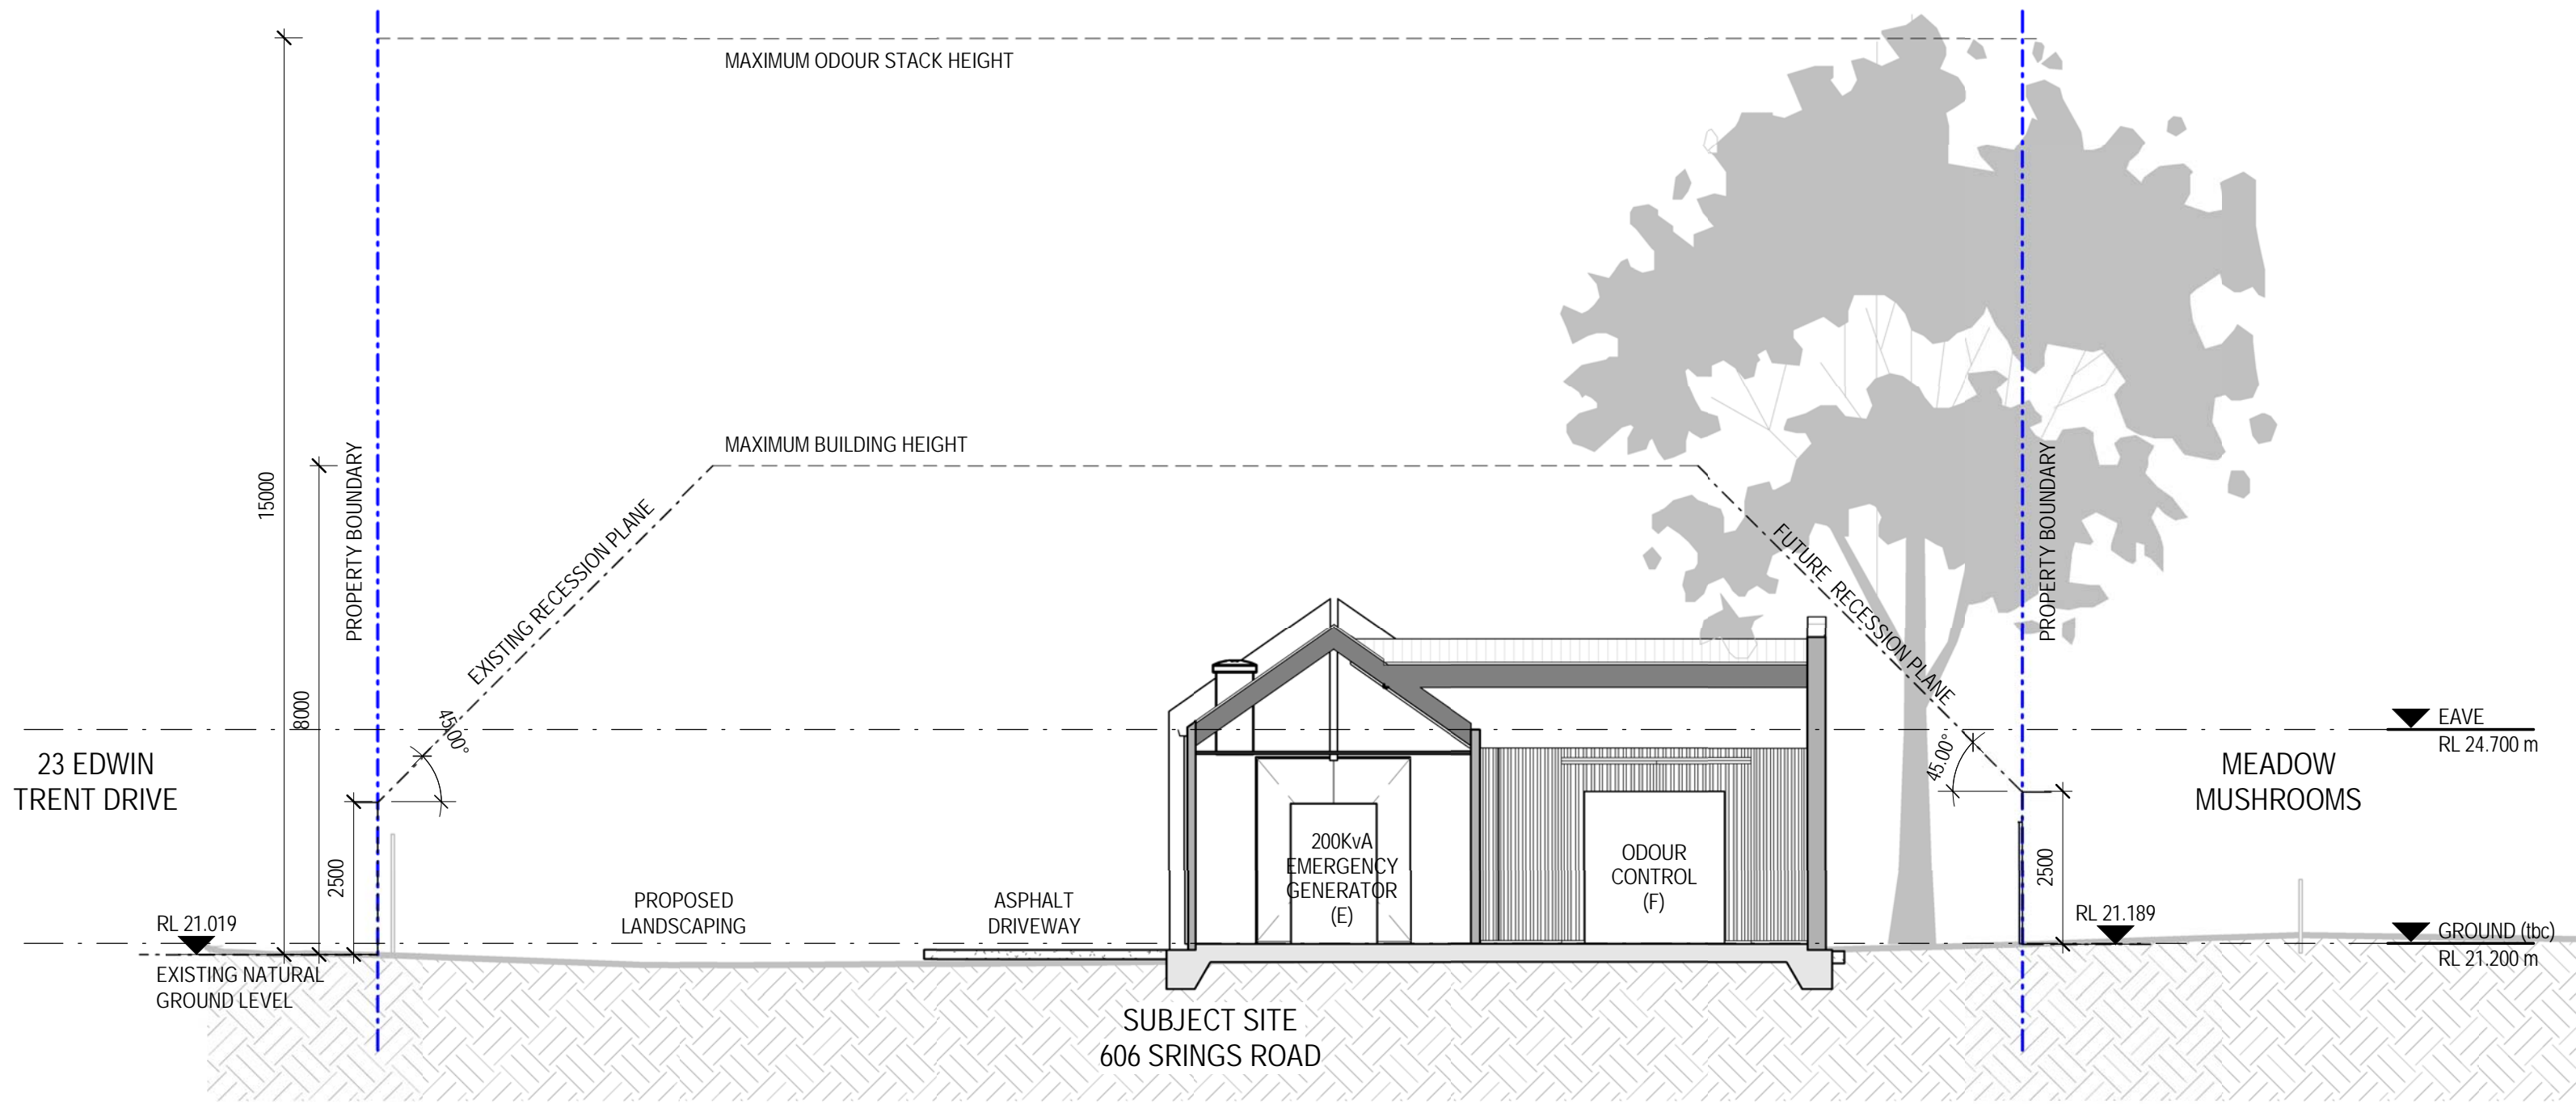 MAXIMUM ODOUR STACK HEIGHT
MAXIMUM BUILDING HEIGHT
15000
8000
2500
PROPERTY BOUNDARY
EXISTING RECESSION PLANE
45.00°
FUTURE RECESSION PLANE
45.00°
PROPERTY BOUNDARY
2500
EAVE
RL 24.700 m
23 EDWIN
TRENT DRIVE
MEADOW
MUSHROOMS
200KvA
EMERGENCY
GENERATOR
(E)
ODOUR
CONTROL
(F)
PROPOSED
LANDSCAPING
ASPHALT
DRIVEWAY
RL 21.019
EXISTING NATURAL
GROUND LEVEL
RL 21.189
GROUND (tbc)
RL 21.200 m
SUBJECT SITE
606 SRINGS ROAD